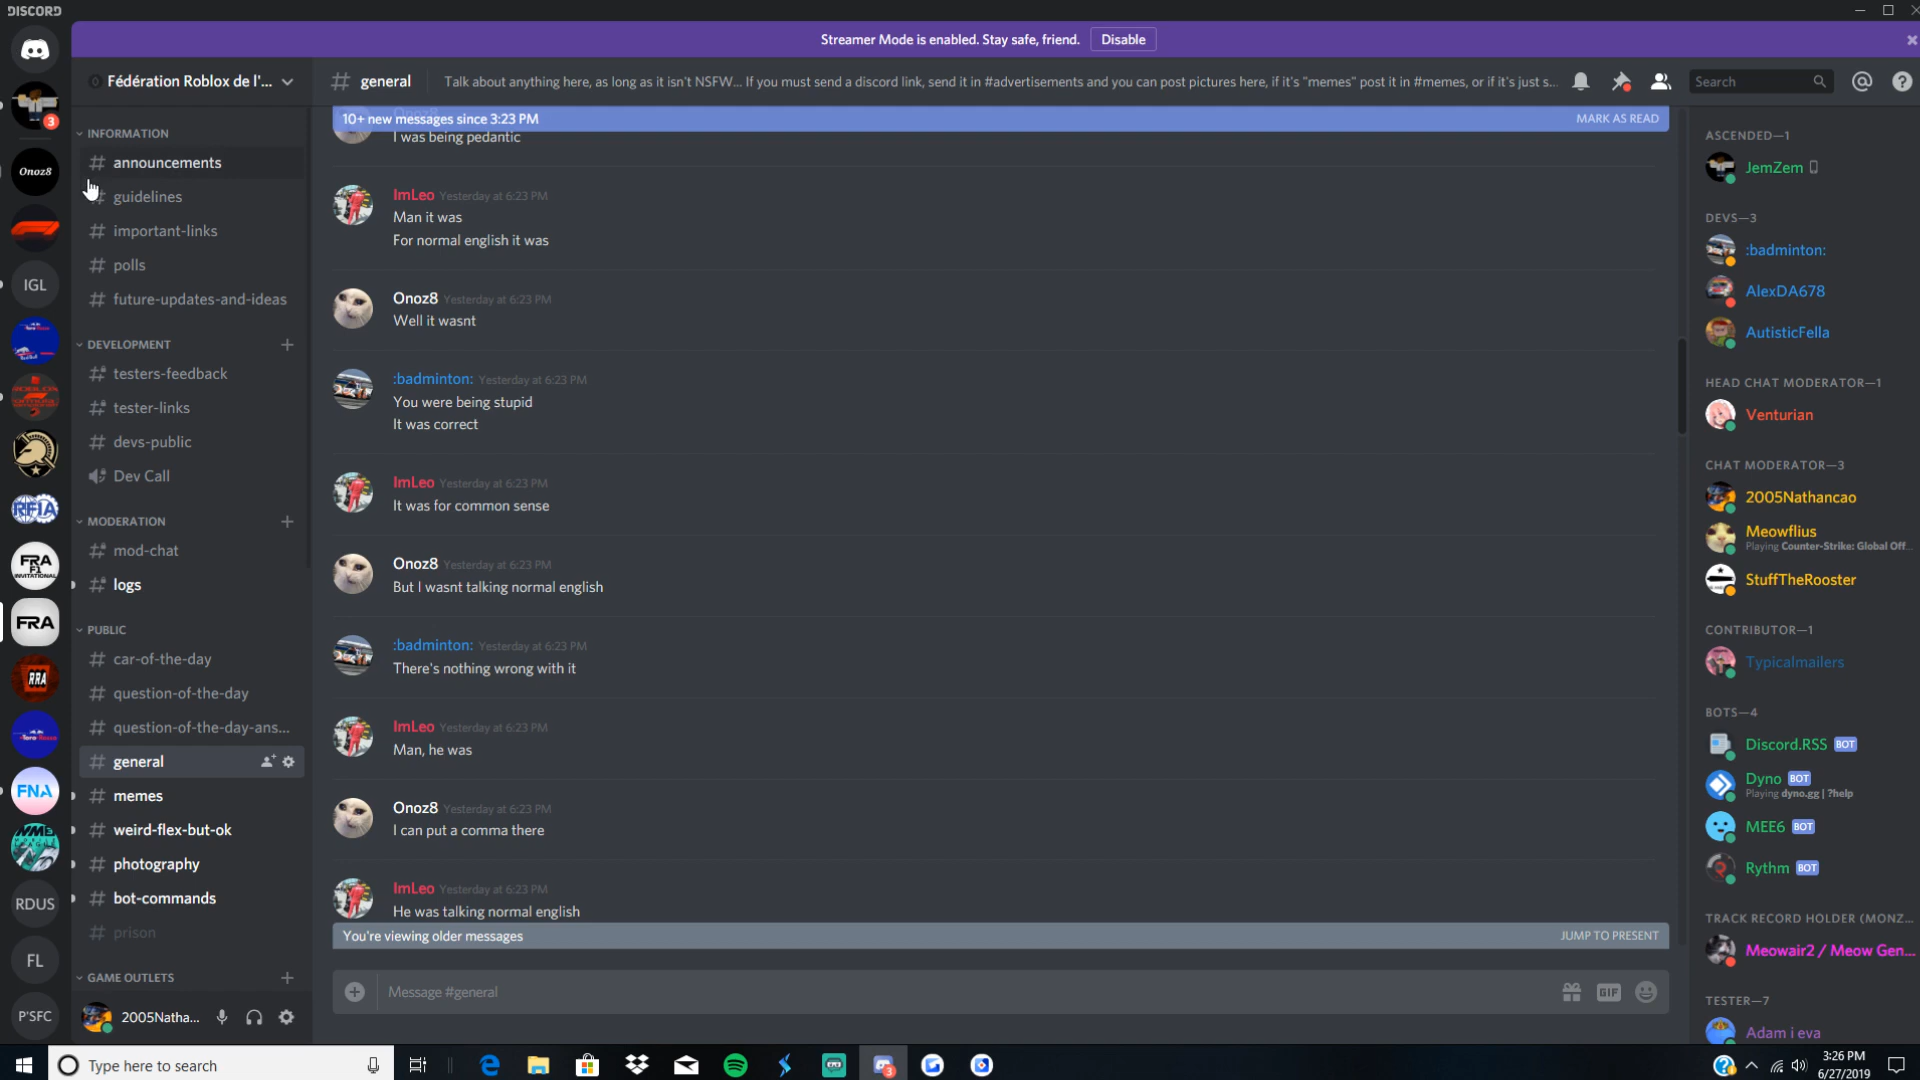 DISCORD
Streamer Mode is enabled. Stay safe, friend. Disable
Fédération Roblox de l'...
INFORMATION
announcements
guidelines
important-links
polls
future-updates-and-ideas
DEVELOPMENT
testers-feedback
tester-links
devs-public
Dev Call
MODERATION
mod-chat
logs
PUBLIC
car-of-the-day
question-of-the-day
question-of-the-day-ans...
general
memes
weird-flex-but-ok
photography
bot-commands
prison
GAME OUTLETS
2005Natha...
3
Onoz8
IGL
RFIA
FRA
F1
INVITATIONAL
FRA
RRA
FNA
RDUS
FL
P'SFC
# general Talk about anything here, as long as it isn't NSFW... If you must send a discord link, send it in #advertisements and you can post pictures here, if it's "memes" post it in #memes, or if it's just s...
Search
10+ new messages since 3:23 PM MARK AS READ
I was being pedantic
ImLeo Yesterday at 6:23 PM
Man it was
For normal english it was
Onoz8 Yesterday at 6:23 PM
Well it wasnt
:badminton: Yesterday at 6:23 PM
You were being stupid
It was correct
ImLeo Yesterday at 6:23 PM
It was for common sense
Onoz8 Yesterday at 6:23 PM
But I wasnt talking normal english
:badminton: Yesterday at 6:23 PM
There's nothing wrong with it
ImLeo Yesterday at 6:23 PM
Man, he was
Onoz8 Yesterday at 6:23 PM
I can put a comma there
ImLeo Yesterday at 6:23 PM
He was talking normal english
You're viewing older messages JUMP TO PRESENT
Message #general
GIF
ASCENDED—1
JemZem
DEVS—3
:badminton:
AlexDA678
AutisticFella
HEAD CHAT MODERATOR—1
Venturian
CHAT MODERATOR—3
2005Nathancao
Meowflius
Playing Counter-Strike: Global Off...
StuffTheRooster
CONTRIBUTOR—1
Typicalmailers
BOTS—4
Discord.RSS BOT
Dyno BOT
Playing dyno.gg | ?help
MEE6 BOT
Rythm BOT
TRACK RECORD HOLDER (MONZ...
Meowair2 / Meow Gen...
TESTER—7
Adam i eva
Type here to search
3
3:26 PM
6/27/2019